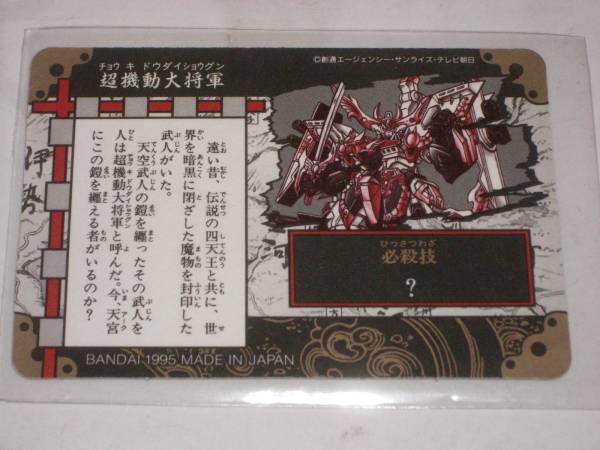 チョウ キ ドウダイショウグン
超機動大将軍
©創通エージェンシー・サンライズ・テレビ朝日
遠い昔、伝説の四天王と共に、世
界を暗黒に閉ざした魔物を封印した
武人がいた。
天空武人の鎧を纏ったその武人を
人は超機動大将軍と呼んだ。今、天宮
にこの鎧を纏える者がいるのか?
ひっさつわざ
必殺技
?
伊勢
BANDAI 1995 MADE IN JAPAN